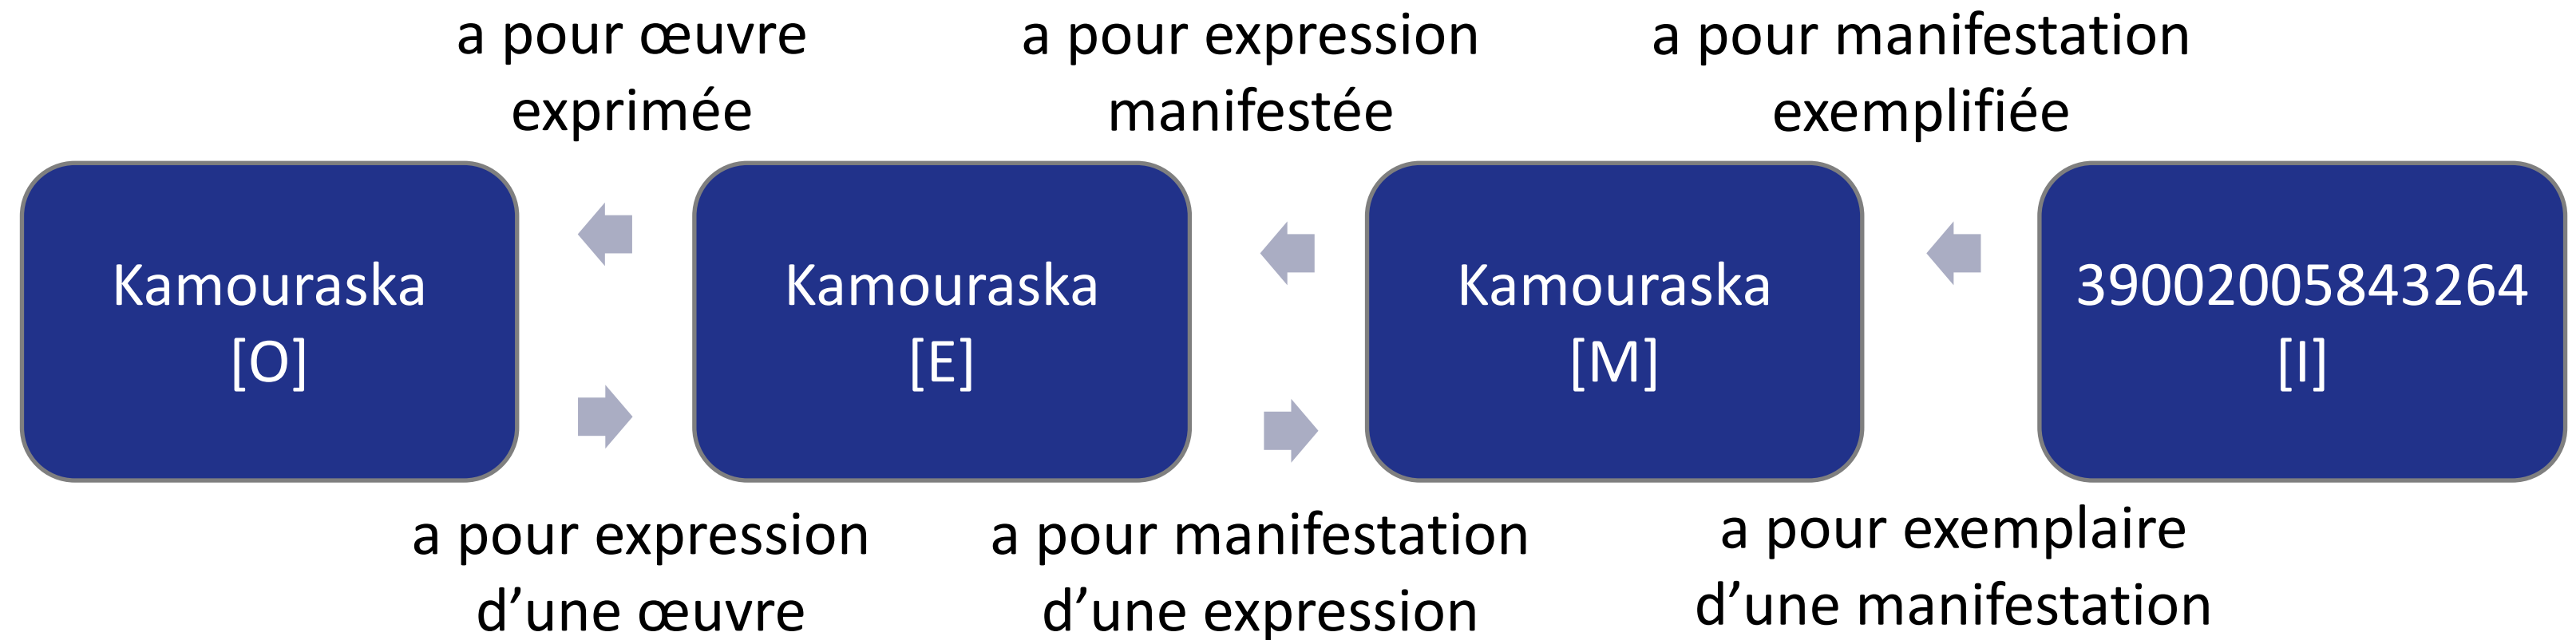 a pour œuvre
exprimée
a pour expression
manifestée
a pour manifestation
exemplifiée
Kamouraska
[O]
Kamouraska
[E]
Kamouraska
[M]
39002005843264
[I]
a pour expression
d’une œuvre
a pour manifestation
d’une expression
a pour exemplaire
d’une manifestation